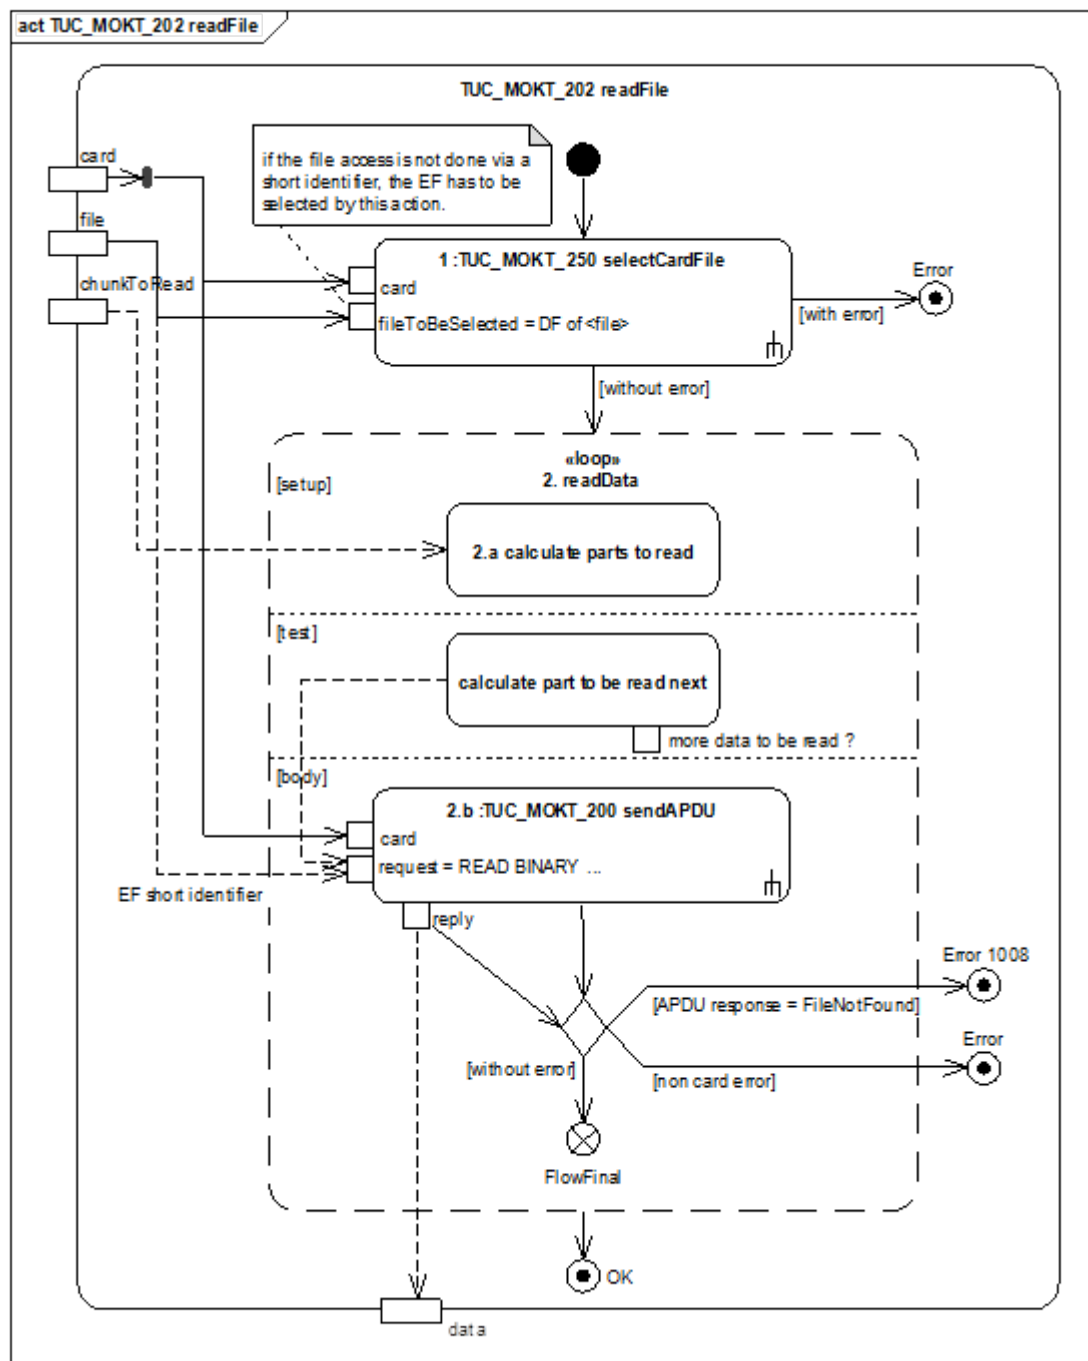 act TUC_MOKT_202 readFile
TUC_MOKT_202 readFile
card
if the file access is not done via a
short identifier, the EF has to be
selected by this action.
file
1 :TUC_MOKT_250 selectCardFile
Error
chunkToRead
card
[with error]
fileToBeSelected = DF of <file>
[without error]
«loop»
2. readData
[setup]
2.a calculate parts to read
[test]
calculate part to be read next
more data to be read ?
[body]
2.b :TUC_MOKT_200 sendAPDU
card
request = READ BINARY ...
EF short identifier
reply
Error 1008
[APDU response = FileNotFound]
Error
[without error]
[non card error]
FlowFinal
OK
data